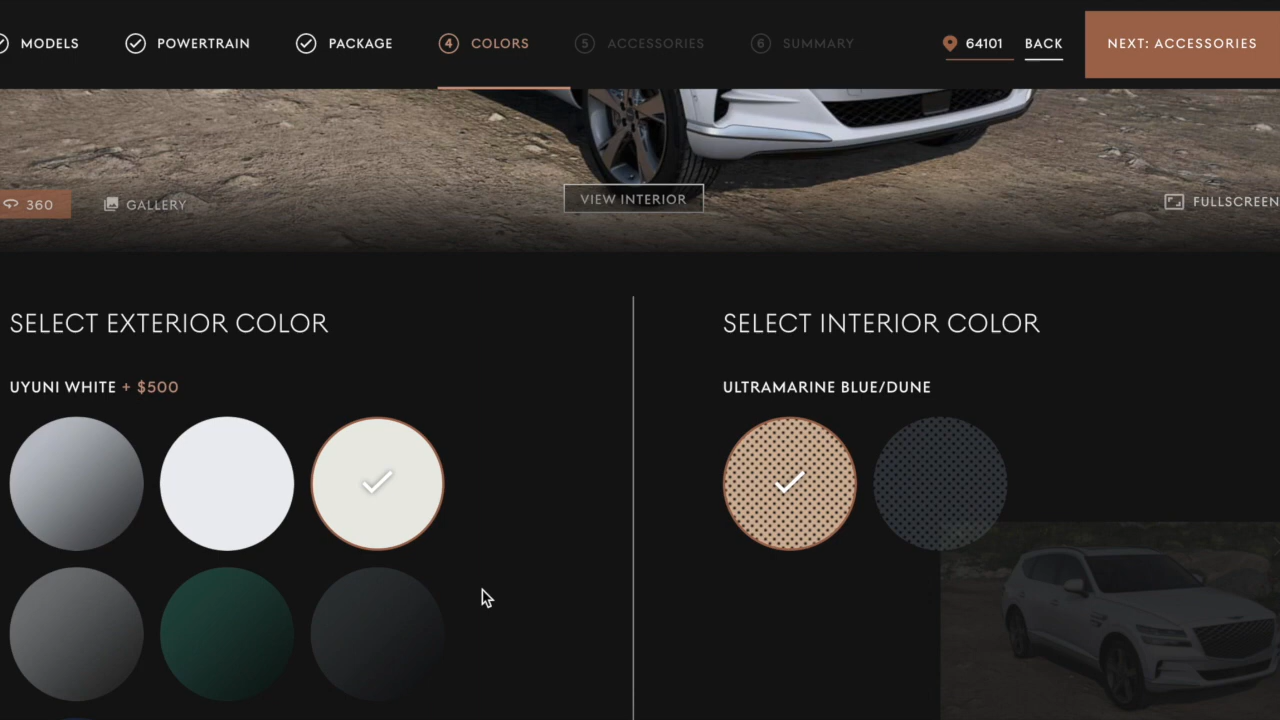 MODELS
POWERTRAIN
PACKAGE
4 COLORS
5 ACCESSORIES
6 SUMMARY
64101
BACK
NEXT: ACCESSORIES
360
GALLERY
VIEW INTERIOR
FULLSCREEN
SELECT EXTERIOR COLOR
UYUNI WHITE + $500
SELECT INTERIOR COLOR
ULTRAMARINE BLUE/DUNE